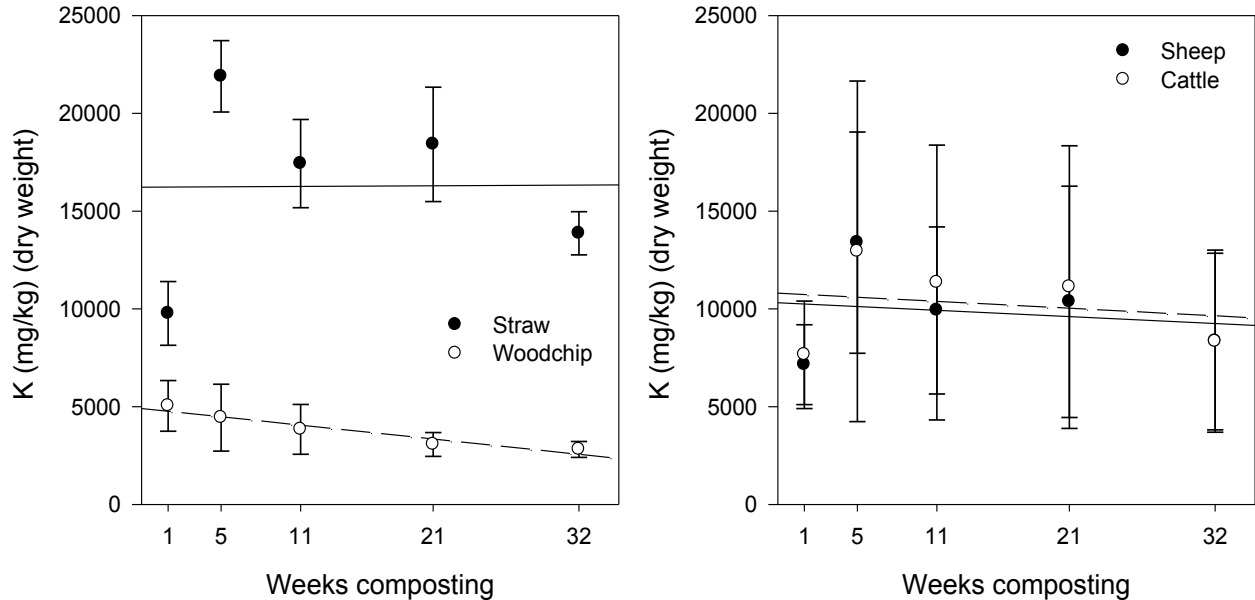 K (mg/kg) (dry weight)
25000
20000
15000
10000
5000
0
Straw
Woodchip
1 5 11 21 32
Weeks composting
K (mg/kg) (dry weight)
25000
20000
15000
10000
5000
0
Sheep
Cattle
1 5 11 21 32
Weeks composting